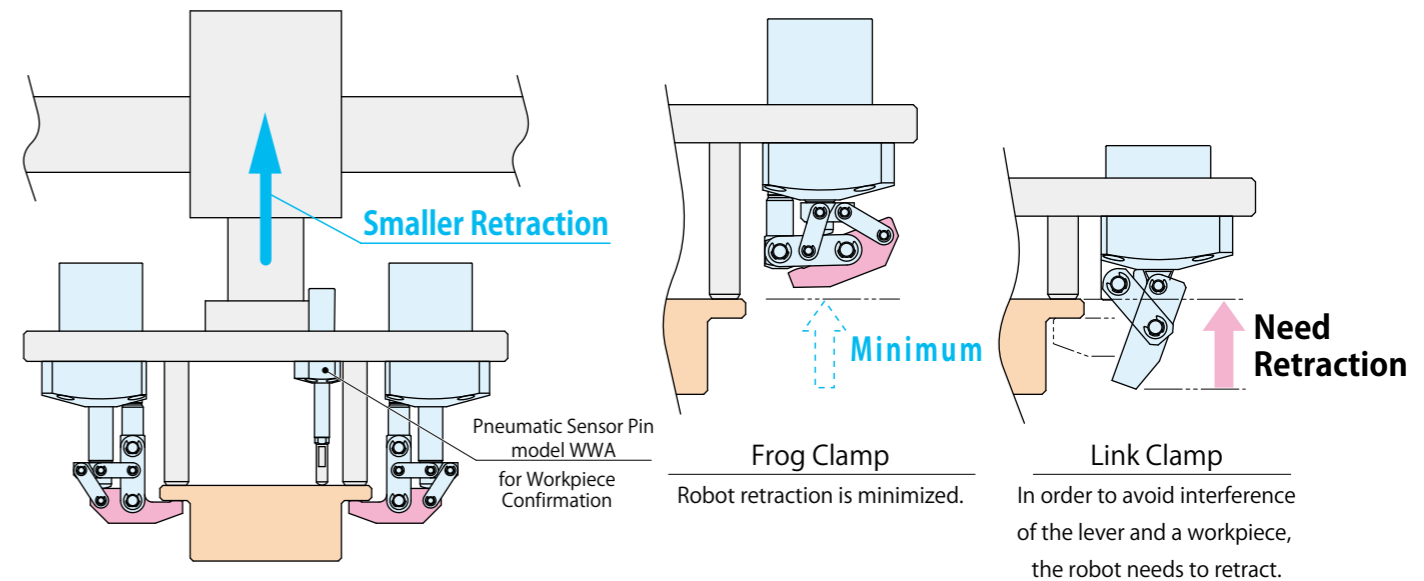 Smaller Retraction
Pneumatic Sensor Pin
model WWA
for Workpiece
Confirmation
Minimum
Frog Clamp
Robot retraction is minimized.
Need
Retraction
Link Clamp
In order to avoid interference
of the lever and a workpiece,
the robot needs to retract.